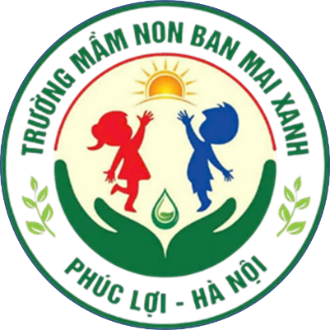 TRƯỜNG MẦM NON BAN MAI XANH
PHÚC LỢI - HÀ NỘI